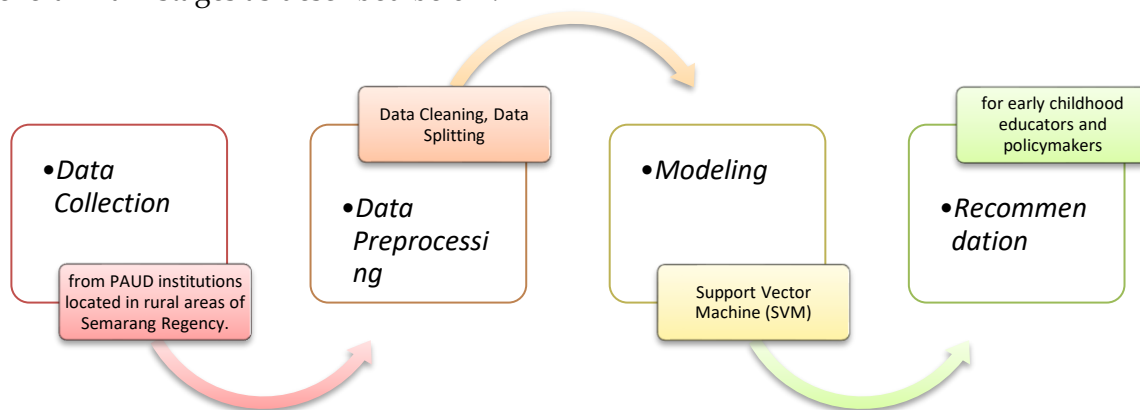 •Data
Collection
from PAUD institutions
located in rural areas of
Semarang Regency.
Data Cleaning, Data
Splitting
•Data
Preprocessi
ng
•Modeling
Support Vector
Machine (SVM)
for early childhood
educators and
policymakers
•Recommen
dation